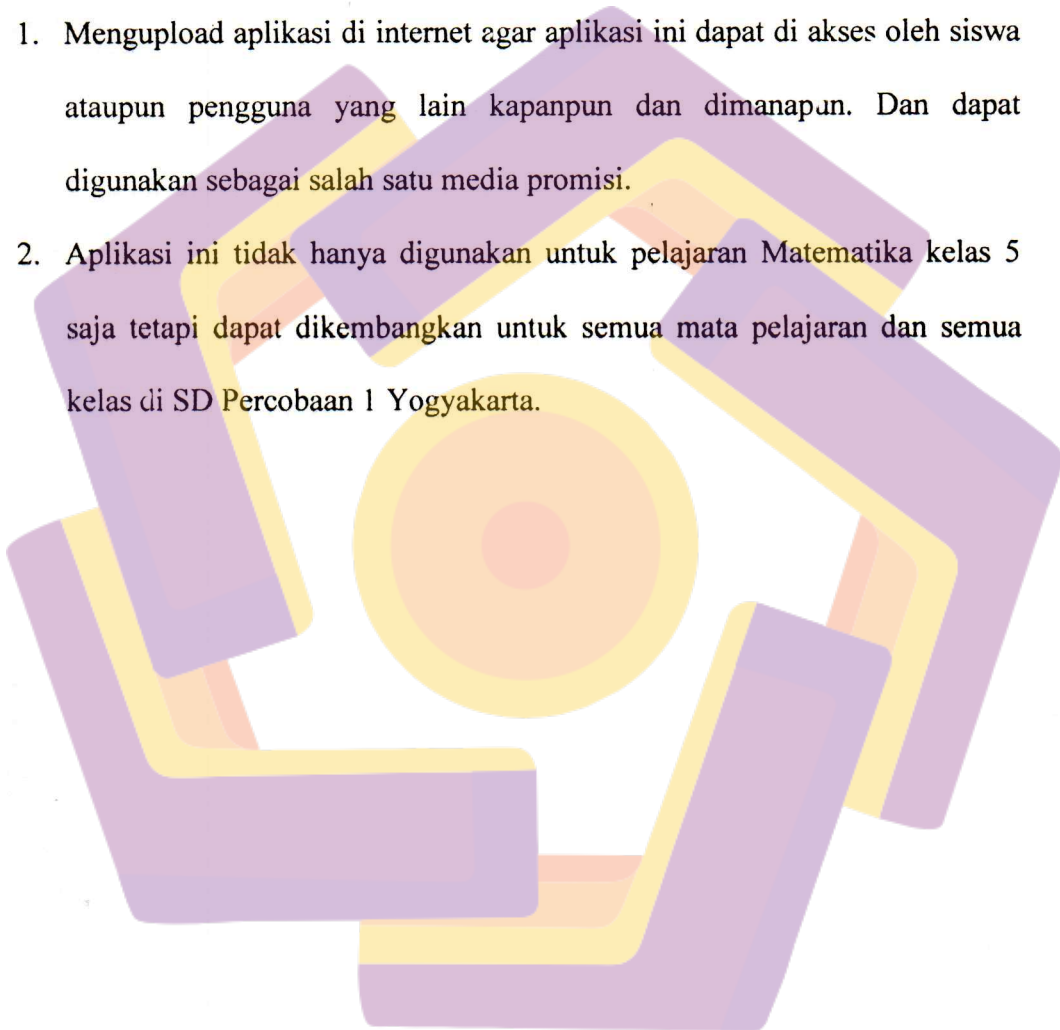 1. Mengupload aplikasi di internet agar aplikasi ini dapat di akses oleh siswa
ataupun pengguna yang lain kapanpun dan dimanapun. Dan dapat
digunakan sebagai salah satu media promisi.
2. Aplikasi ini tidak hanya digunakan untuk pelajaran Matematika kelas 5
saja tetapi dapat dikembangkan untuk semua mata pelajaran dan semua
kelas di SD Percobaan 1 Yogyakarta.